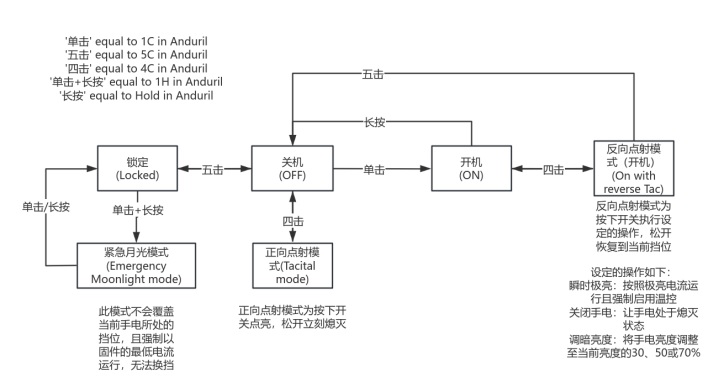 '单击' equal to 1C in Anduril
'五击' equal to 5C in Anduril
'四击' equal to 4C in Anduril
'单击+长按' equal to 1H in Anduril
'长按' equal to Hold in Anduril
五击
长按
锁定
(Locked)
五击
关机
(OFF)
单击
开机
(ON)
四击
反向点射模
式（开机）
(On with
reverse Tac)
单击/长按
单击+长按
四击
反向点射模式为
按下开关执行设
定的操作，松开
恢复到当前挡位
紧急月光模式
(Emergency
Moonlight mode)
正向点射模
式(Tacital
mode)
此模式不会覆盖
当前手电所处的
挡位，且强制以
固件的最低电流
运行，无法换挡
正向点射模式为按下开
关点亮，松开立刻熄灭
设定的操作如下：
瞬时极亮：按照极亮电流运
行且强制启用温控
关闭手电：让手电处于熄灭
状态
调暗亮度：将手电亮度调整
至当前亮度的30、50或70%